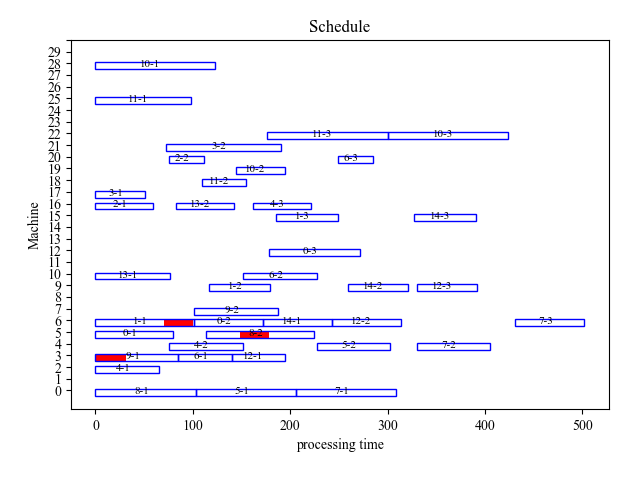 Schedule
29
28 10-1
27
26
25 11-1
24
23
22 11-3 10-3
21 3-2
20 2-2 6-3
19 10-2
18 11-2
17 3-1
16 2-1 13-2 4-3
15 1-3 14-3
14
13
12 0-3
11
10 13-1 6-2
9 1-2 14-2 12-3
8
7 9-2
6 1-1 0-2 14-1 12-2 7-3
5 0-1 8-2
4 4-2 5-2 7-2
3 9-1 6-1 12-1
2 4-1
1
0 8-1 5-1 7-1
Machine
0 100 200 300 400 500
processing time